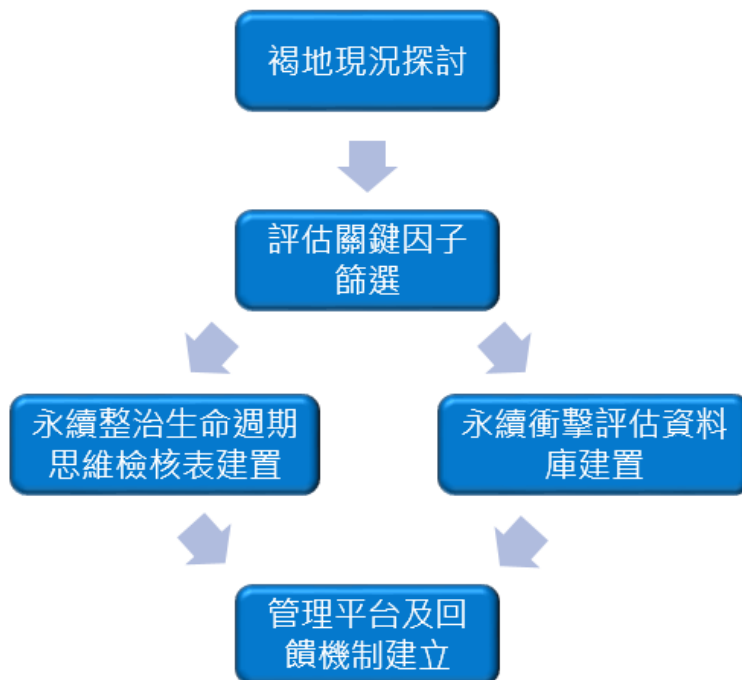 褐地現況探討
評估關鍵因子
篩選
永續整治生命週期
思維檢核表建置
永續衝擊評估資料
庫建置
管理平台及回
饋機制建立